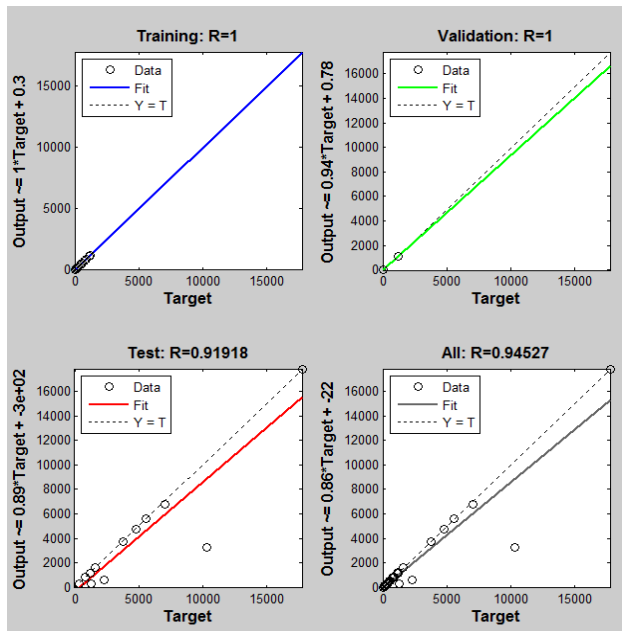 Training: R=1
Output ~= 1*Target + 0.3
15000
10000
5000
0
Data
Fit
Y = T
0
5000
10000
15000
Target
Validation: R=1
Output ~= 0.94*Target + 0.78
16000
14000
12000
10000
8000
6000
4000
2000
0
Data
Fit
Y = T
0
5000
10000
15000
Target
Test: R=0.91918
Output ~= 0.89*Target + -3e+02
16000
14000
12000
10000
8000
6000
4000
2000
0
Data
Fit
Y = T
0
5000
10000
15000
Target
All: R=0.94527
Output ~= 0.86*Target + -22
16000
14000
12000
10000
8000
6000
4000
2000
0
Data
Fit
Y = T
0
5000
10000
15000
Target